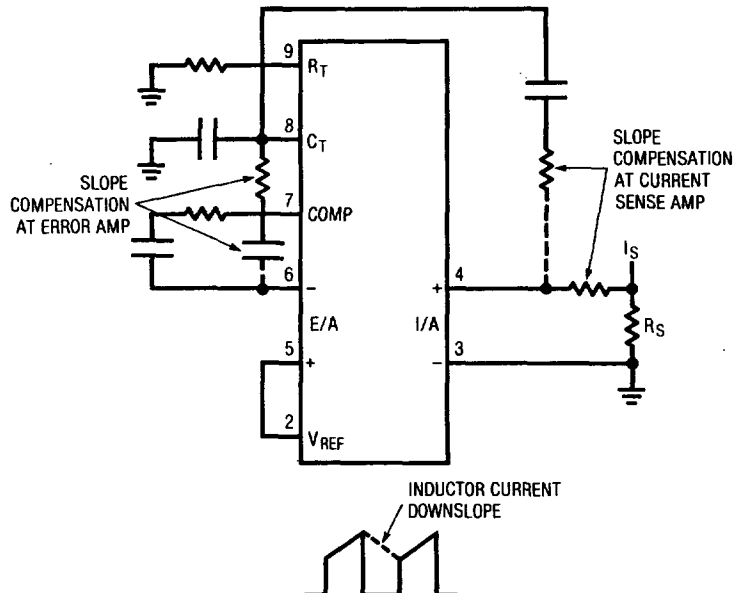 9
R_T
8
C_T
SLOPE
COMPENSATION
AT ERROR AMP
7
COMP
6
−
E/A
5
+
2
V_REF
SLOPE
COMPENSATION
AT CURRENT
SENSE AMP
4
+
I/A
3
−
I_S
R_S
INDUCTOR CURRENT
DOWNSLOPE